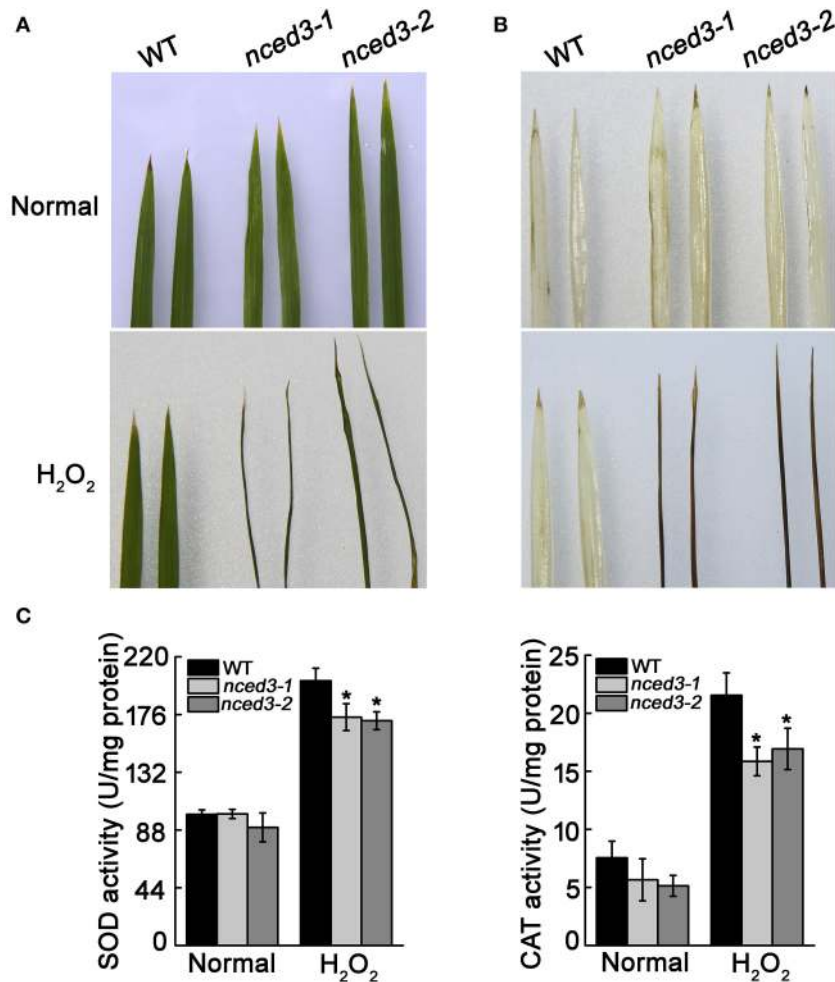 A
B
WT nced3-1 nced3-2
WT nced3-1 nced3-2
Normal
H₂O₂
C
SOD activity (U/mg protein)
220
176
132
88
44
0
WT
nced3-1
nced3-2
* *
Normal H₂O₂
CAT activity (U/mg protein)
25
20
15
10
5
0
WT
nced3-1
nced3-2
* *
Normal H₂O₂